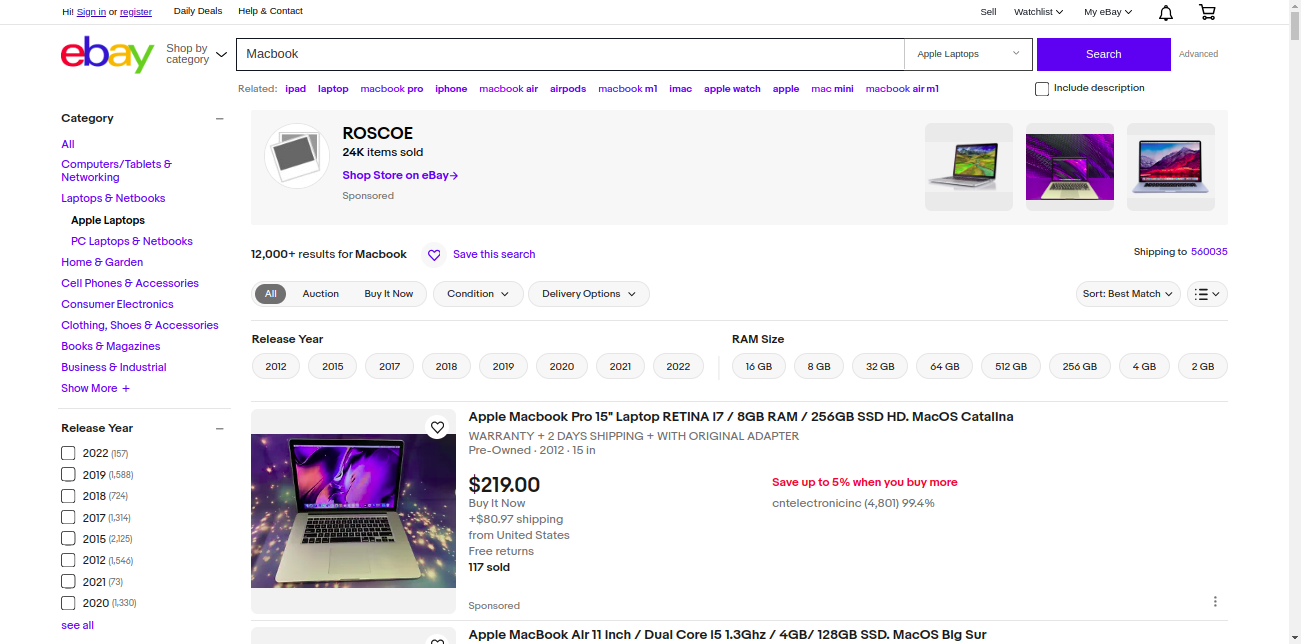 Hi! Sign in or register Daily Deals Help & Contact Sell Watchlist My eBay
ebay Shop by category Macbook Apple Laptops Search Advanced
Related: ipad laptop macbook pro iphone macbook air airpods macbook m1 imac apple watch apple mac mini macbook air m1 Include description
Category
All
Computers/Tablets &
Networking
Laptops & Netbooks
Apple Laptops
PC Laptops & Netbooks
Home & Garden
Cell Phones & Accessories
Consumer Electronics
Clothing, Shoes & Accessories
Books & Magazines
Business & Industrial
Show More +
Release Year
2022 (157)
2019 (1,588)
2018 (724)
2017 (1,314)
2015 (2,125)
2012 (1,546)
2021 (73)
2020 (1,330)
see all
ROSCOE
24K items sold
Shop Store on eBay→
Sponsored
12,000+ results for Macbook Save this search Shipping to 560035
All Auction Buy It Now Condition Delivery Options Sort: Best Match
Release Year RAM Size
2012 2015 2017 2018 2019 2020 2021 2022 16 GB 8 GB 32 GB 64 GB 512 GB 256 GB 4 GB 2 GB
Apple Macbook Pro 15" Laptop RETINA I7 / 8GB RAM / 256GB SSD HD. MacOS Catalina
WARRANTY + 2 DAYS SHIPPING + WITH ORIGINAL ADAPTER
Pre-Owned · 2012 · 15 in
$219.00 Save up to 5% when you buy more
Buy It Now cntelectronicinc (4,801) 99.4%
+$80.97 shipping
from United States
Free returns
117 sold
Sponsored
Apple MacBook Air 11 Inch / Dual Core I5 1.3Ghz / 4GB/ 128GB SSD. MacOS Big Sur